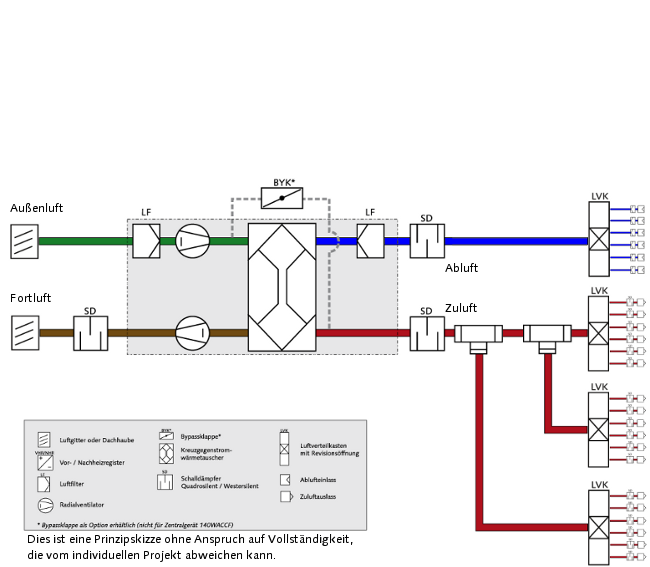 BYK*
LVK
Außenluft
LF
LF
SD
Abluft
Fortluft
SD
SD
Zuluft
LVK
LVK
LVK
Luftgitter oder Dachhaube
Vor- / Nachheizregister
LF
Luftfilter
Radialventilator
BYK*
Bypassklappe*
Kreuzgegenstrom-
wärmetauscher
SD
Schalldämpfer
Quadrosilent / Westersilent
LVK
Luftverteilkasten
mit Revisionsöffnung
Ablufteinlass
Zuluftauslass
* Bypassklappe als Option erhältlich (nicht für Zentralgerät 140WACCF)
Dies ist eine Prinzipskizze ohne Anspruch auf Vollständigkeit,
die vom individuellen Projekt abweichen kann.